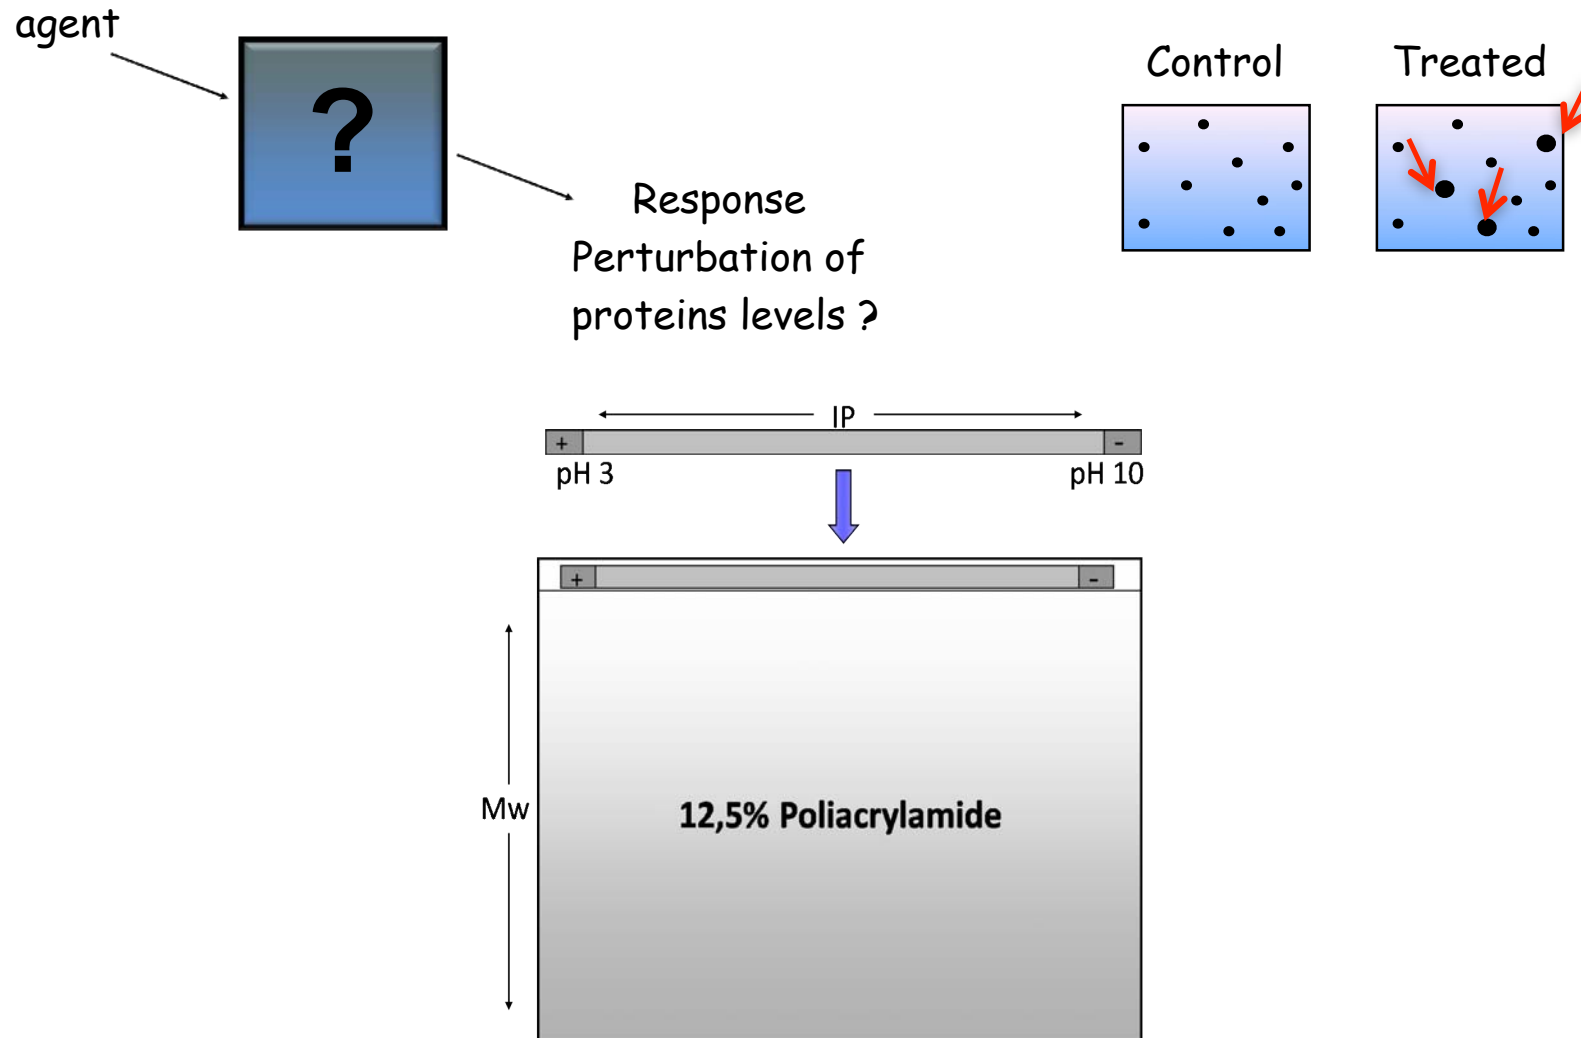 agent
?
Response
Perturbation of
proteins levels ?
Control
Treated
IP
+
-
pH 3
pH 10
+
-
Mw
12,5% Poliacrylamide